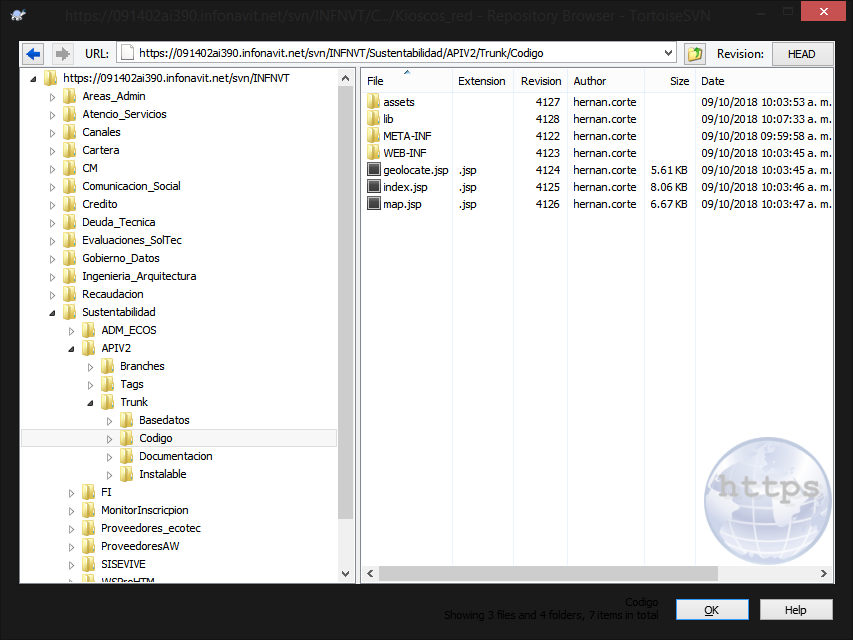 https://091402ai390.infonavit.net/svn/INFNVT/C.../Kioscos_red - Repository Browser - TortoiseSVN
URL: https://091402ai390.infonavit.net/svn/INFNVT/Sustentabilidad/APIV2/Trunk/Codigo Revision: HEAD
https://091402ai390.infonavit.net/svn/INFNVT
Areas_Admin
Atencio_Servicios
Canales
Cartera
CM
Comunicacion_Social
Credito
Deuda_Tecnica
Evaluaciones_SolTec
Gobierno_Datos
Ingenieria_Arquitectura
Recaudacion
Sustentabilidad
ADM_ECOS
APIV2
Branches
Tags
Trunk
Basedatos
Codigo
Documentacion
Instalable
FI
MonitorInscricpion
Proveedores_ecotec
ProveedoresAW
SISEVIVE
WSProHTM
File Extension Revision Author Size Date
assets 4127 hernan.corte 09/10/2018 10:03:53 a. m.
lib 4128 hernan.corte 09/10/2018 10:07:33 a. m.
META-INF 4122 hernan.corte 09/10/2018 09:59:58 a. m.
WEB-INF 4123 hernan.corte 09/10/2018 10:03:45 a. m.
geolocate.jsp .jsp 4124 hernan.corte 5.61 KB 09/10/2018 10:03:45 a. m.
index.jsp .jsp 4125 hernan.corte 8.06 KB 09/10/2018 10:03:46 a. m.
map.jsp .jsp 4126 hernan.corte 6.67 KB 09/10/2018 10:03:47 a. m.
https
Codigo
Showing 3 files and 4 folders, 7 items in total
OK Help